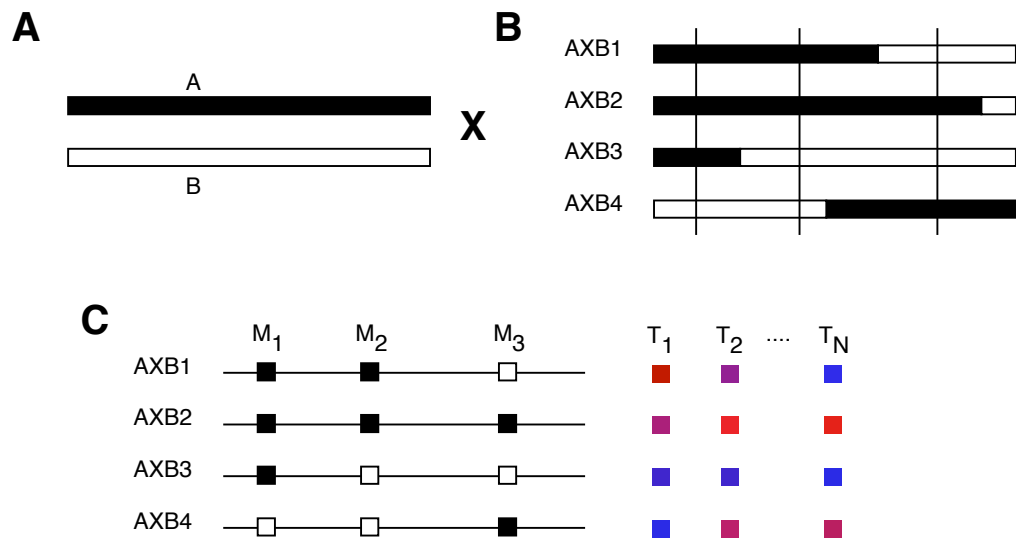 A
A
B
X
B
AXB1
AXB2
AXB3
AXB4
C
M1 M2 M3 T1 T2 .... TN
AXB1
AXB2
AXB3
AXB4